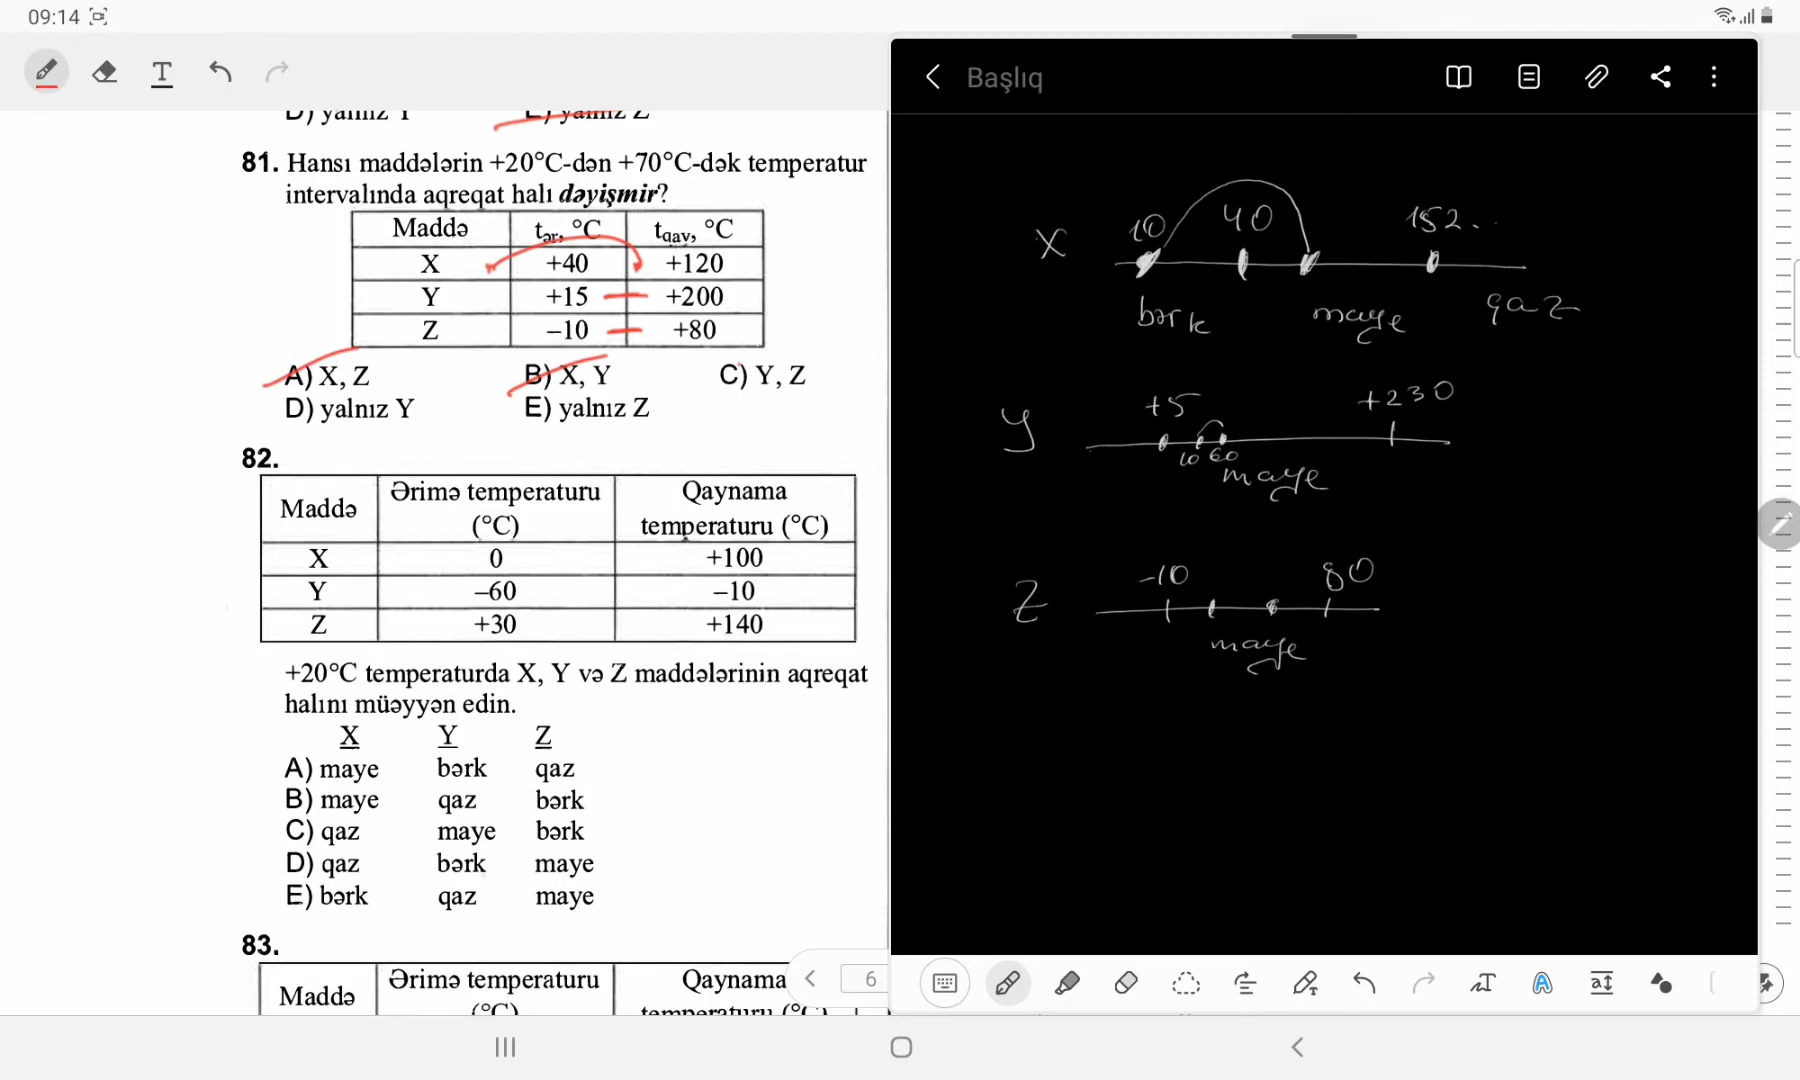 09:14
81. Hansı maddələrin +20°C-dən +70°C-dək temperatur
intervalında aqreqat halı dəyişmir?
Maddə tər, °C tqav, °C
X +40 +120
Y +15 +200
Z –10 +80
A) X, Z B) X, Y C) Y, Z
D) yalnız Y E) yalnız Z
82.
Maddə Ərimə temperaturu (°C) Qaynama temperaturu (°C)
X 0 +100
Y –60 –10
Z +30 +140
+20°C temperaturda X, Y və Z maddələrinin aqreqat
halını müəyyən edin.
X Y Z
A) maye bərk qaz
B) maye qaz bərk
C) qaz maye bərk
D) qaz bərk maye
E) bərk qaz maye
83.
Maddə Ərimə temperaturu (°C) Qaynama
6
Başlıq
X 10 40 152..
bərk maye qaz
Y +5 +230
10 60
maye
Z -10 80
maye